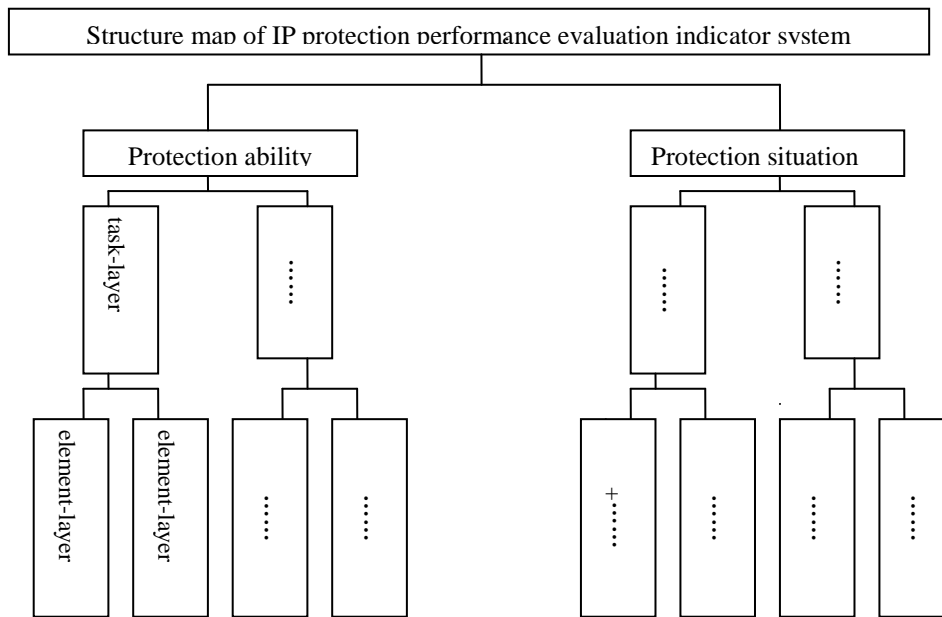 Structure map of IP protection performance evaluation indicator system
Protection ability
Protection situation
task-layer
……
……
……
element-layer
element-layer
……
……
+……
……
……
……